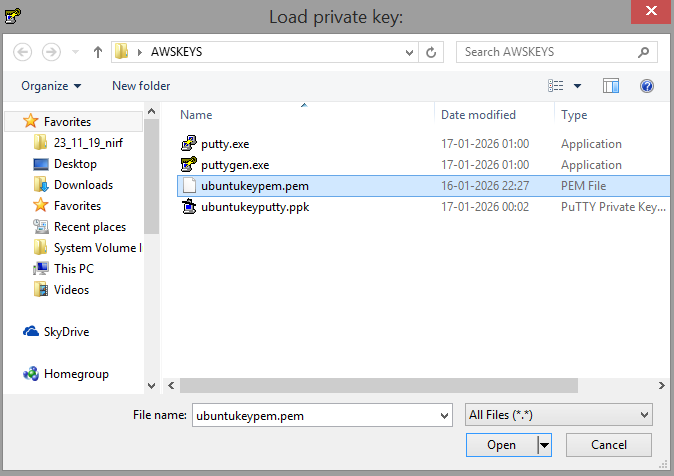 Load private key:
AWSKEYS
Search AWSKEYS
Organize
New folder
Name
Date modified
Type
Favorites
23_11_19_nirf
Desktop
Downloads
Favorites
Recent places
System Volume I
This PC
Videos
SkyDrive
Homegroup
putty.exe 17-01-2026 01:00 Application
puttygen.exe 17-01-2026 01:00 Application
ubuntukeypem.pem 16-01-2026 22:27 PEM File
ubuntukeyputty.ppk 17-01-2026 00:02 PuTTY Private Key...
File name: ubuntukeypem.pem
All Files (*.*)
Open
Cancel